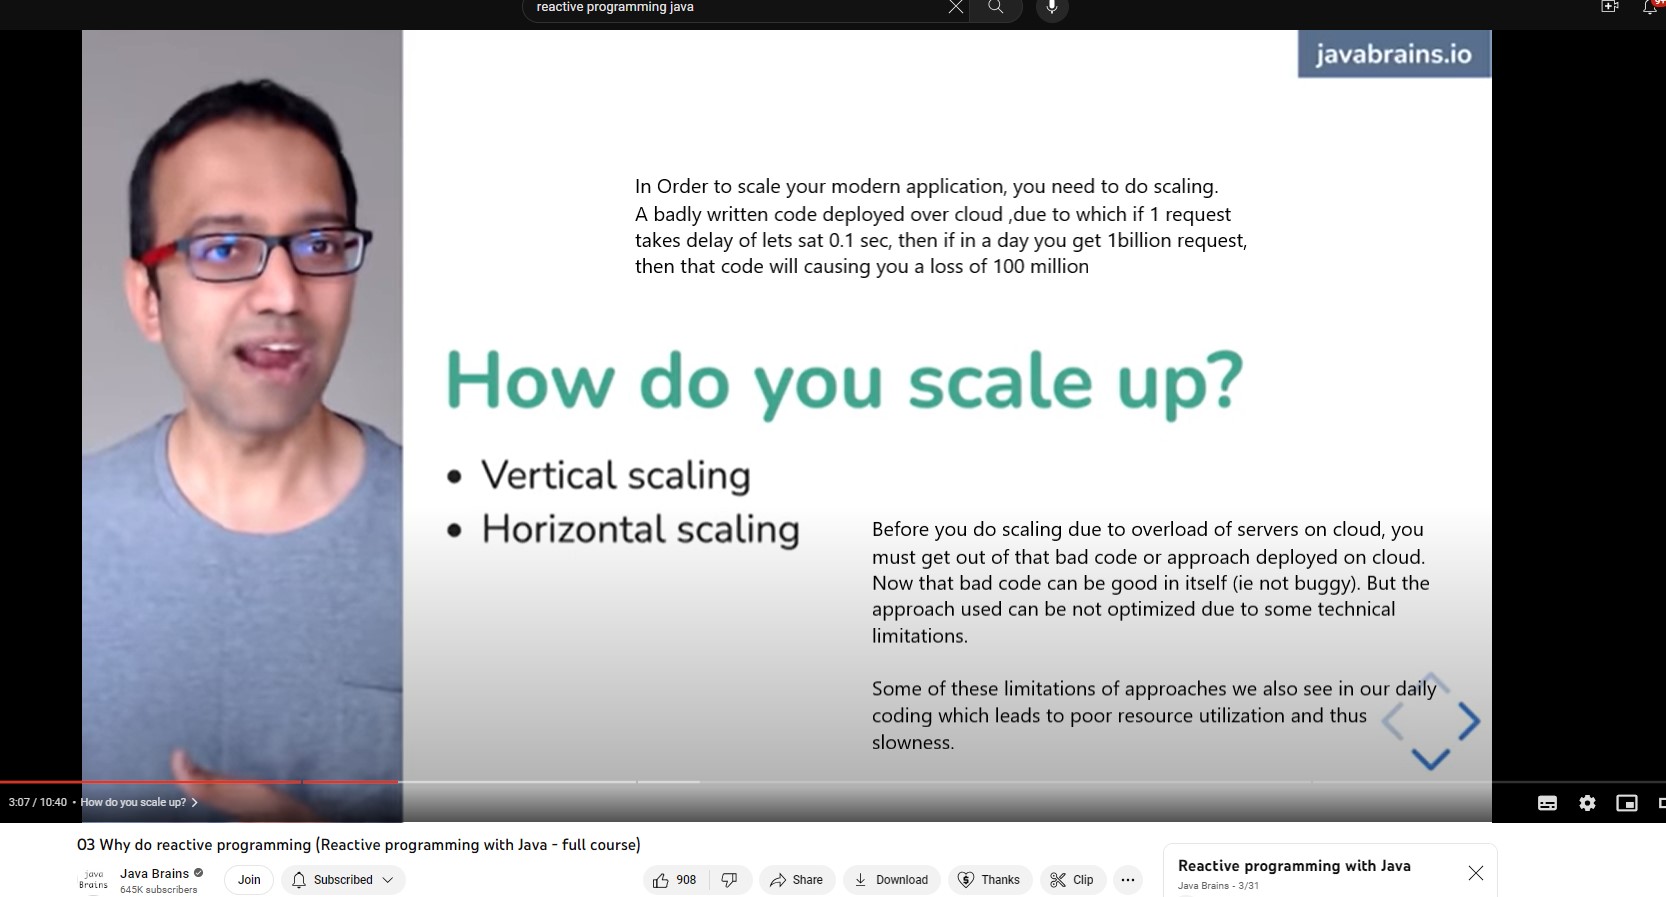 reactive programming java
9+
javabrains.io
In Order to scale your modern application, you need to do scaling.
A badly written code deployed over cloud ,due to which if 1 request
takes delay of lets sat 0.1 sec, then if in a day you get 1billion request,
then that code will causing you a loss of 100 million
How do you scale up?
• Vertical scaling
• Horizontal scaling
Before you do scaling due to overload of servers on cloud, you
must get out of that bad code or approach deployed on cloud.
Now that bad code can be good in itself (ie not buggy). But the
approach used can be not optimized due to some technical
limitations.
Some of these limitations of approaches we also see in our daily
coding which leads to poor resource utilization and thus
slowness.
3:07 / 10:40 • How do you scale up?
03 Why do reactive programming (Reactive programming with Java - full course)
java
Brains
Java Brains
645K subscribers
Join
Subscribed
908
Share
Download
Thanks
Clip
Reactive programming with Java
Java Brains - 3/31